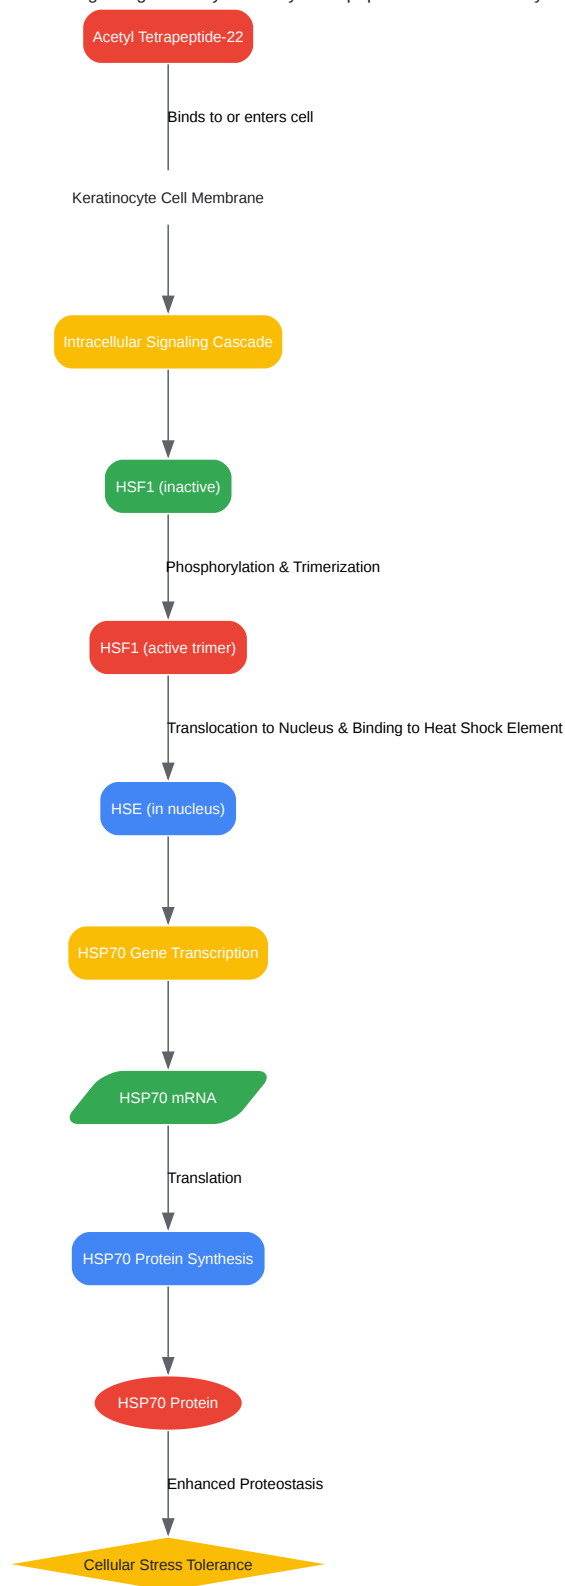 Acetyl Tetrapeptide-22
Binds to or enters cell
Keratinocyte Cell Membrane
Intracellular Signaling Cascade
HSF1 (inactive)
Phosphorylation & Trimerization
HSF1 (active trimer)
Translocation to Nucleus & Binding to Heat Shock Element
HSE (in nucleus)
HSP70 Gene Transcription
HSP70 mRNA
Translation
HSP70 Protein Synthesis
HSP70 Protein
Enhanced Proteostasis
Cellular Stress Tolerance